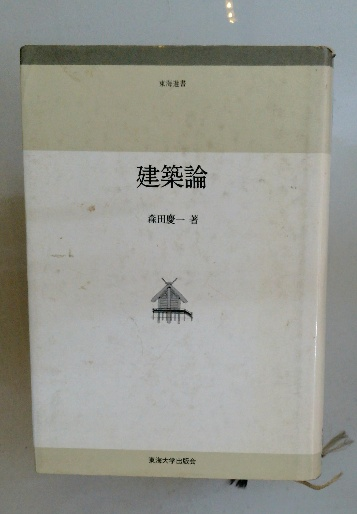 東海選書
建築論
森田慶一 著
東海大学出版会